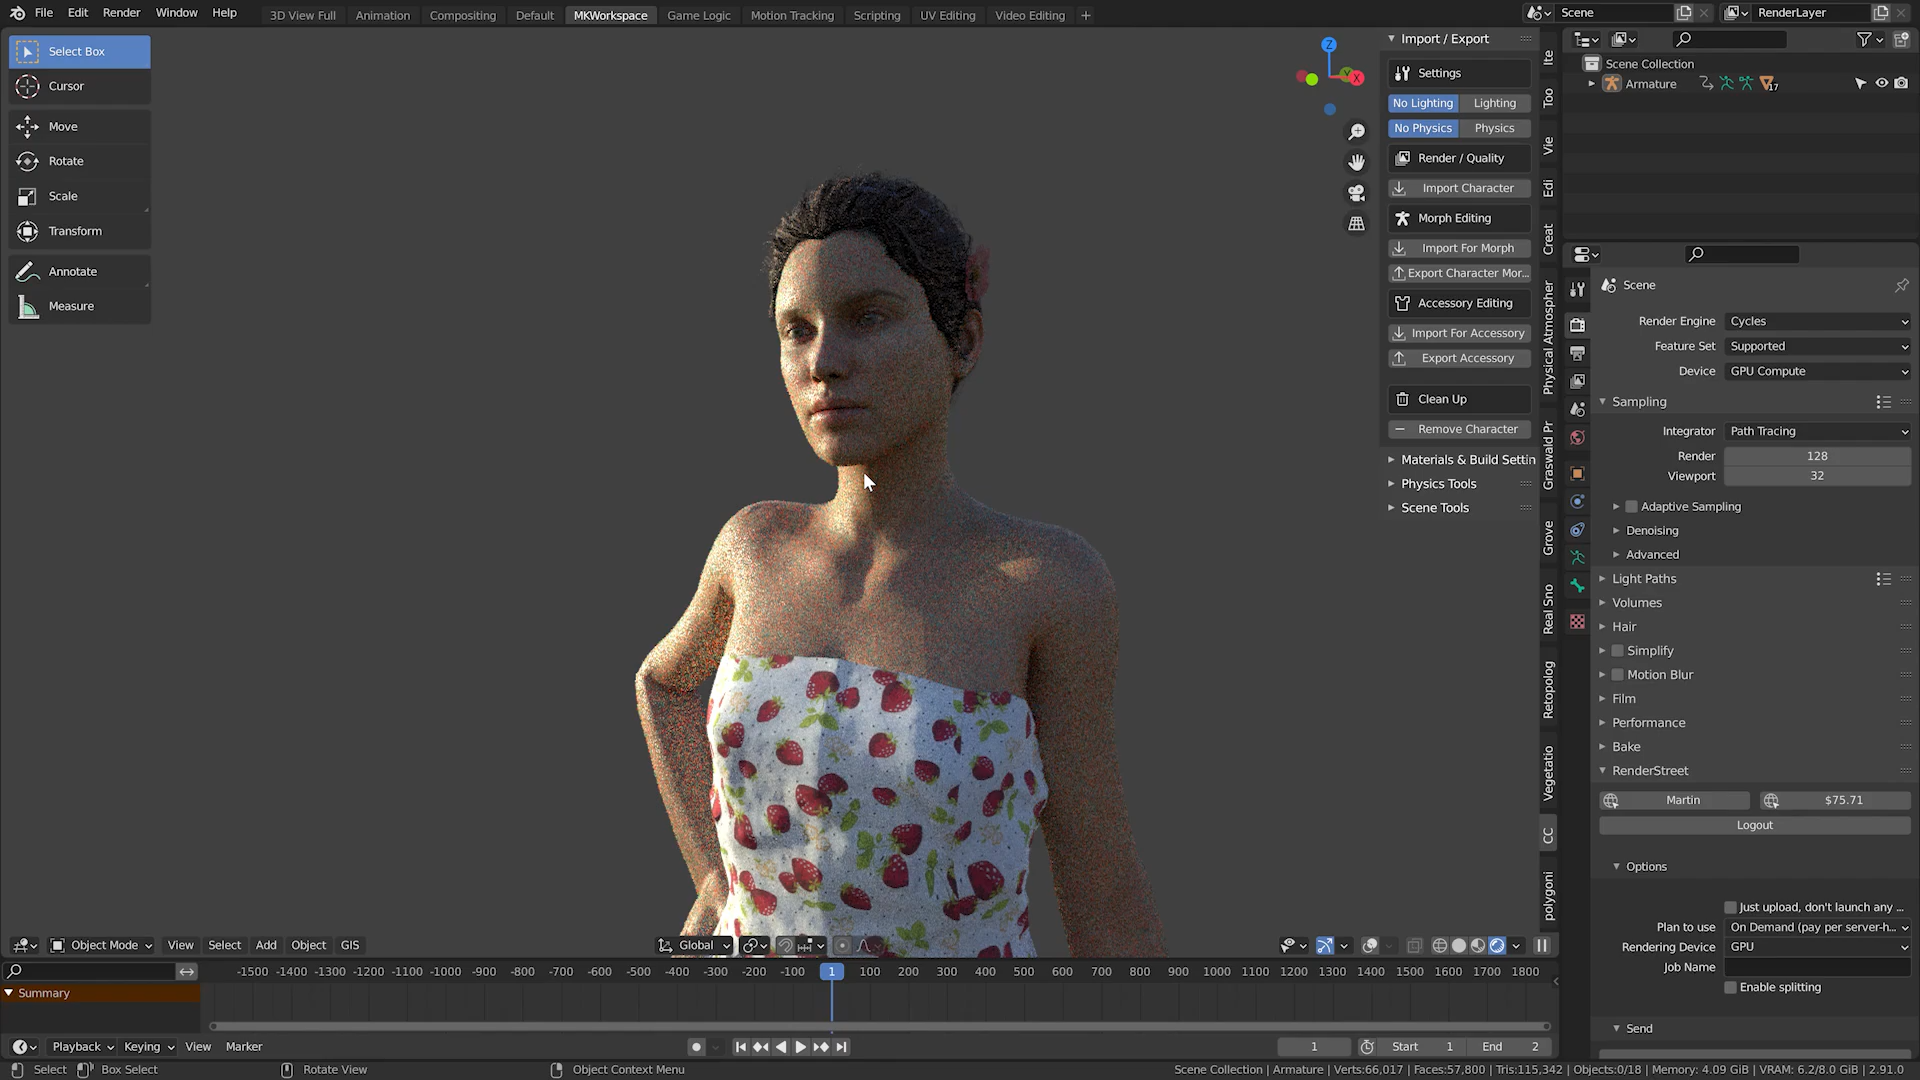 File Edit Render Window Help
3D View Full Animation Compositing Default MKWorkspace Game Logic Motion Tracking Scripting UV Editing Video Editing +
Scene
RenderLayer
Select Box
Cursor
Move
Rotate
Scale
Transform
Annotate
Measure
Z
Y
X
Import / Export
Settings
No Lighting Lighting
No Physics Physics
Render / Quality
Import Character
Morph Editing
Import For Morph
Export Character Mor...
Accessory Editing
Import For Accessory
Export Accessory
Clean Up
Remove Character
Materials & Build Settin
Physics Tools
Scene Tools
Ite
Too
Vie
Edi
Creat
Physical Atmospher
Graswald Pr
Grove
Real Sno
Retopolog
Vegetatio
CC
polygoni
Scene Collection
Armature
17
Scene
Render Engine Cycles
Feature Set Supported
Device GPU Compute
Sampling
Integrator Path Tracing
Render 128
Viewport 32
Adaptive Sampling
Denoising
Advanced
Light Paths
Volumes
Hair
Simplify
Motion Blur
Film
Performance
Bake
RenderStreet
Martin $75.71
Logout
Options
Just upload, don't launch any ...
Plan to use On Demand (pay per server-h...
Rendering Device GPU
Job Name
Enable splitting
Send
Object Mode View Select Add Object GIS
Global
-1500 -1400 -1300 -1200 -1100 -1000 -900 -800 -700 -600 -500 -400 -300 -200 -100 1 100 200 300 400 500 600 700 800 900 1000 1100 1200 1300 1400 1500 1600 1700 1800
Summary
Playback Keying View Marker
1 Start 1 End 2
Select Box Select Rotate View Object Context Menu
Scene Collection | Armature | Verts:66,017 | Faces:57,800 | Tris:115,342 | Objects:0/18 | Memory: 4.09 GiB | VRAM: 6.2/8.0 GiB | 2.91.0